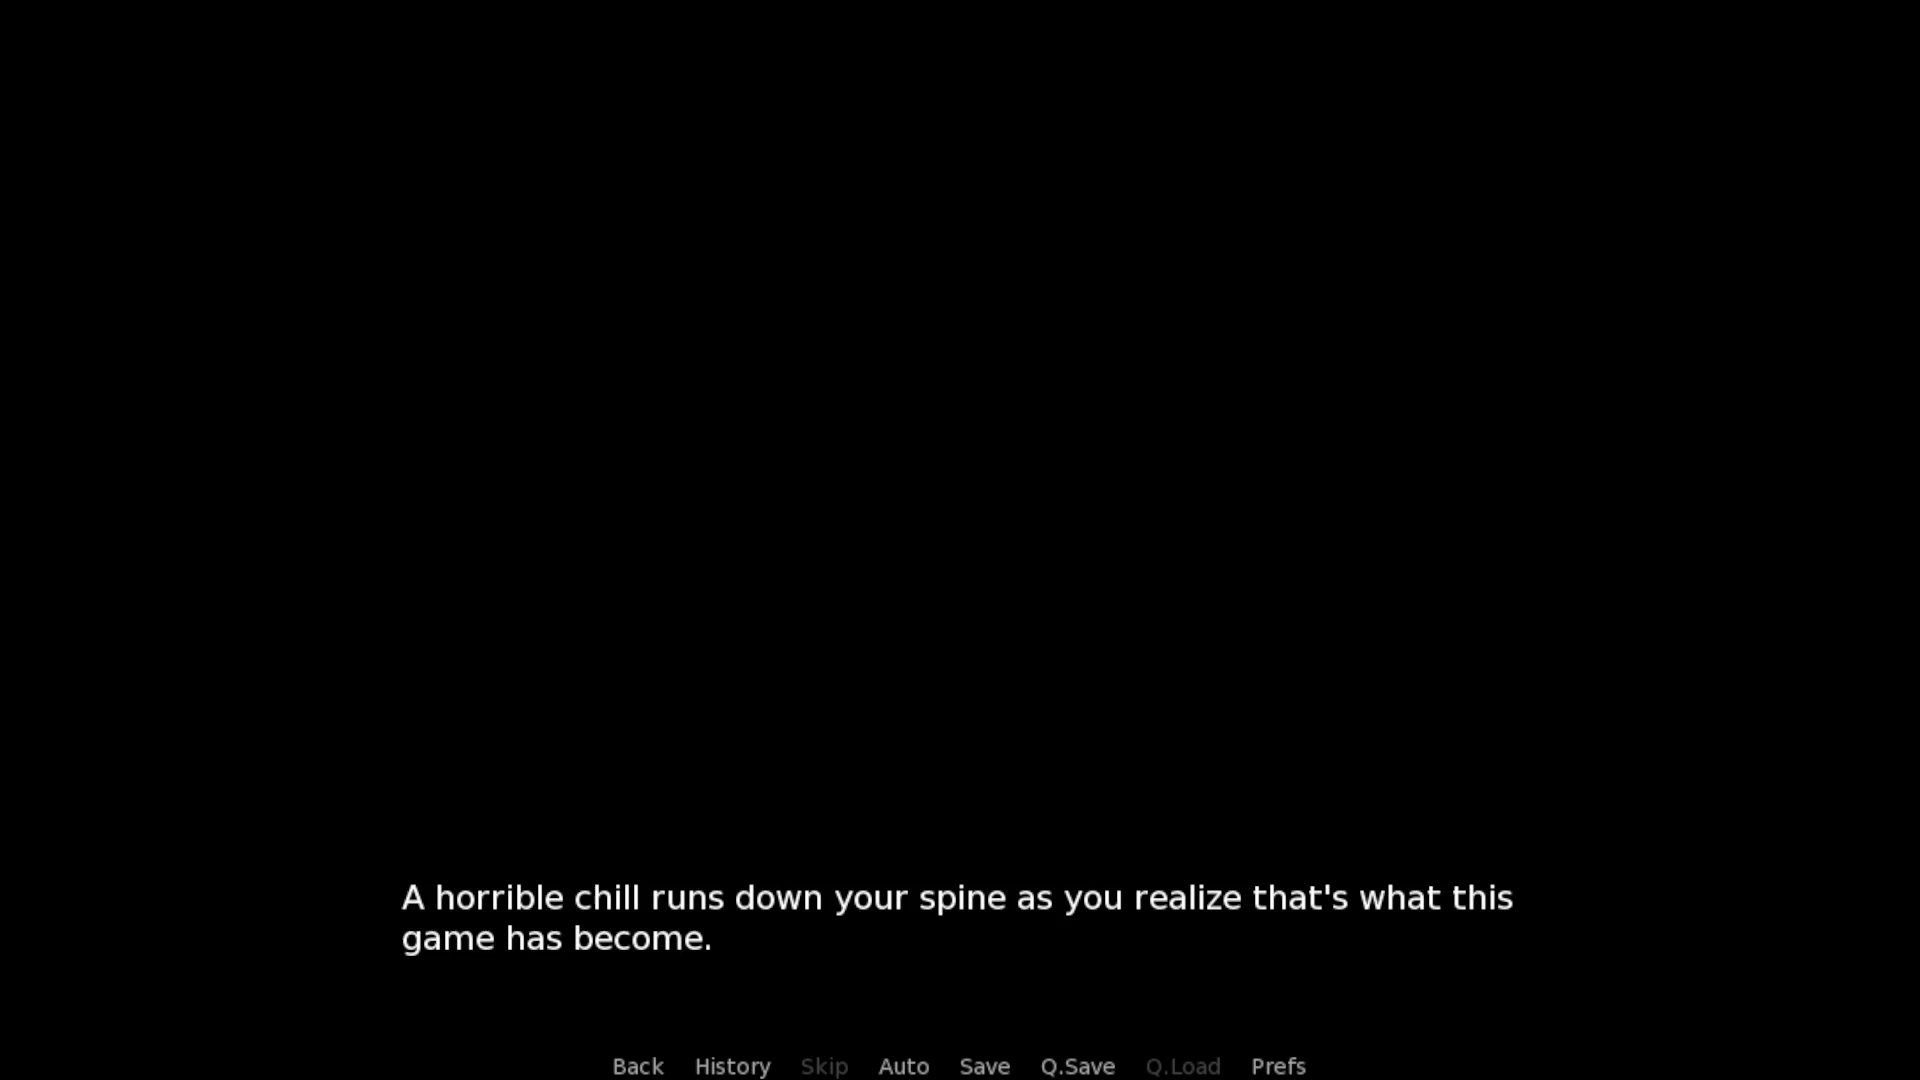 A horrible chill runs down your spine as you realize that's what this
game has become.
Back History Skip Auto Save Q.Save Q.Load Prefs